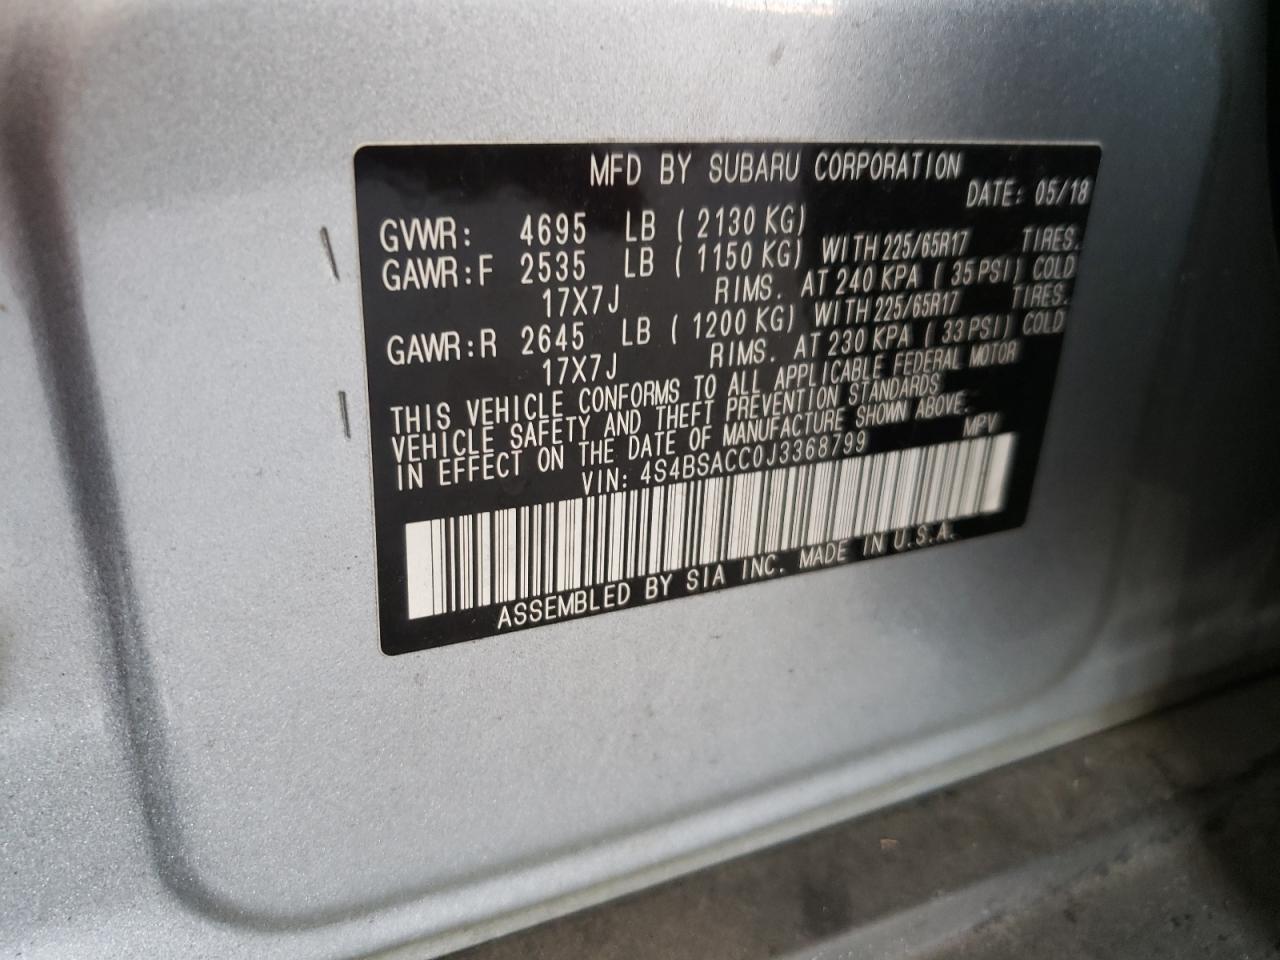 MFD BY SUBARU CORPORATION
DATE: 05/18
GVWR: 4695 LB ( 2130 KG)
GAWR:F 2535 LB ( 1150 KG) WITH 225/65R17 TIRES.
17X7J RIMS. AT 240 KPA ( 35 PSI) COLD
GAWR:R 2645 LB ( 1200 KG) WITH 225/65R17 TIRES.
17X7J RIMS. AT 230 KPA ( 33 PSI) COLD
THIS VEHICLE CONFORMS TO ALL APPLICABLE FEDERAL MOTOR
VEHICLE SAFETY AND THEFT PREVENTION STANDARDS
IN EFFECT ON THE DATE OF MANUFACTURE SHOWN ABOVE.
VIN: 4S4BSACC0J3368799 MPV
ASSEMBLED BY SIA INC. MADE IN U.S.A.